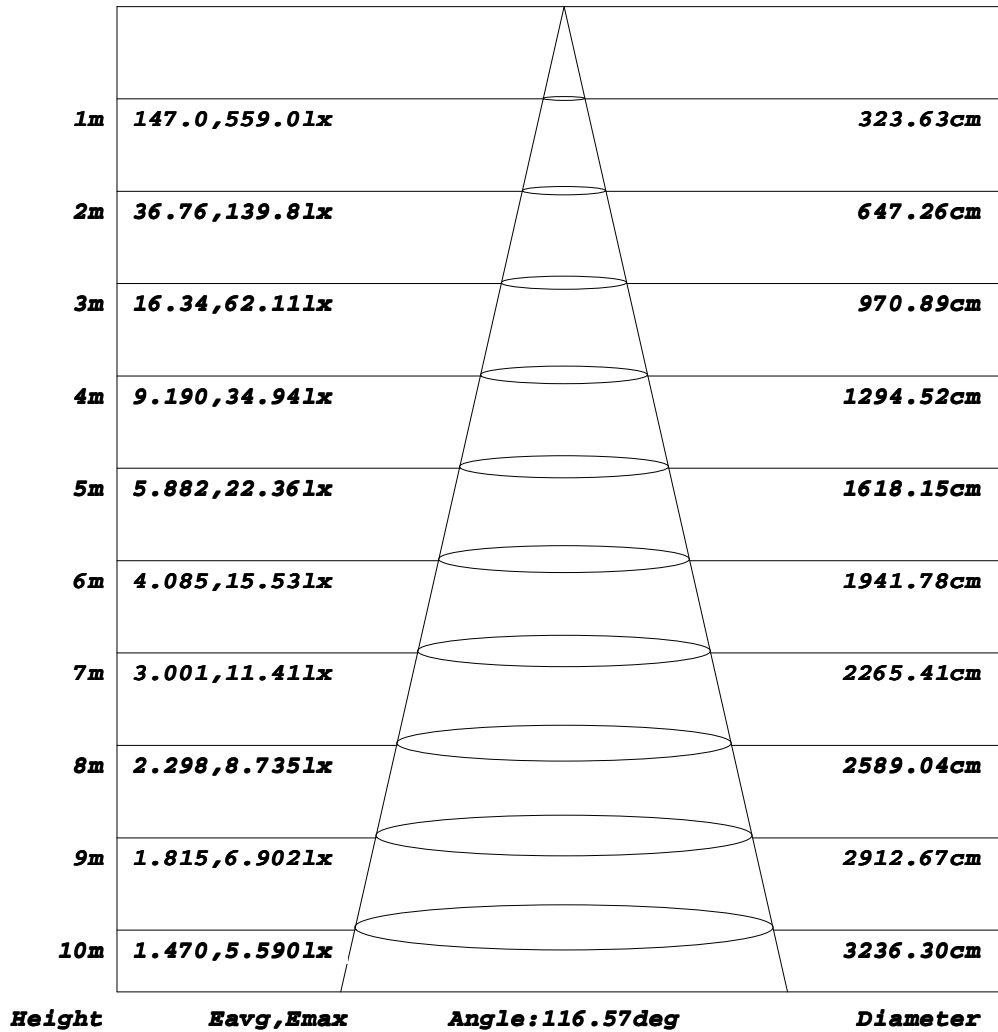 1m 147.0,559.0lx 323.63cm
2m 36.76,139.8lx 647.26cm
3m 16.34,62.11lx 970.89cm
4m 9.190,34.94lx 1294.52cm
5m 5.882,22.36lx 1618.15cm
6m 4.085,15.53lx 1941.78cm
7m 3.001,11.41lx 2265.41cm
8m 2.298,8.735lx 2589.04cm
9m 1.815,6.902lx 2912.67cm
10m 1.470,5.590lx 3236.30cm
Height Eavg,Emax Angle:116.57deg Diameter